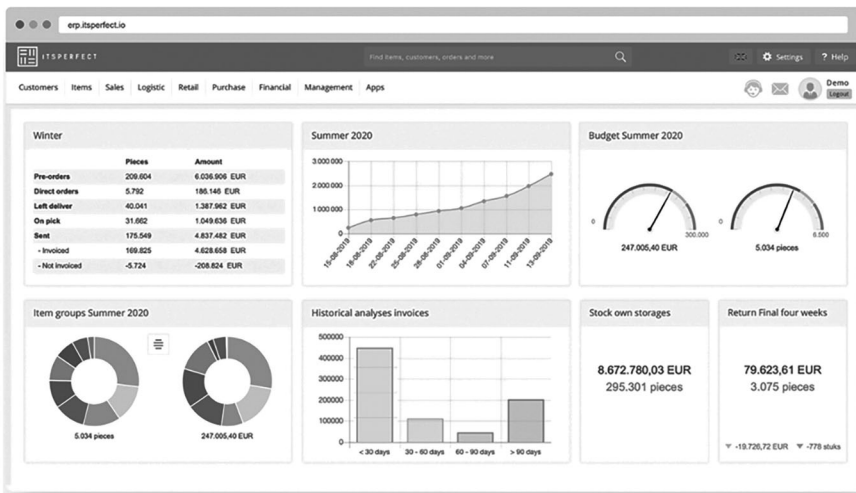 erp.itsperfect.io
ITSPERFECT
Find items, customers, orders and more
Settings
? Help
Customers Items Sales Logistic Retail Purchase Financial Management Apps
Demo
Logout
Winter
Pieces Amount
Pre-orders 209.604 6.036.906 EUR
Direct orders 5.792 186.146 EUR
Left deliver 40.041 1.387.962 EUR
On pick 31.662 1.049.636 EUR
Sent 175.549 4.837.482 EUR
- Invoiced 169.825 4.628.658 EUR
- Not invoiced -5.724 -208.824 EUR
Summer 2020
3.000.000
2.000.000
1.000.000
0
15-08-2019 18-08-2019 22-08-2019 25-08-2019 28-08-2019 01-09-2019 04-09-2019 07-09-2019 11-09-2019 13-09-2019
Budget Summer 2020
0 300.000
247.005,40 EUR
0 6.500
5.034 pieces
Item groups Summer 2020
5.034 pieces
247.005,40 EUR
Historical analyses invoices
500000
400000
300000
200000
100000
0
< 30 days 30 - 60 days 60 - 90 days > 90 days
Stock own storages
8.672.780,03 EUR
295.301 pieces
Return Final four weeks
79.623,61 EUR
3.075 pieces
-19.726,72 EUR -778 stuks